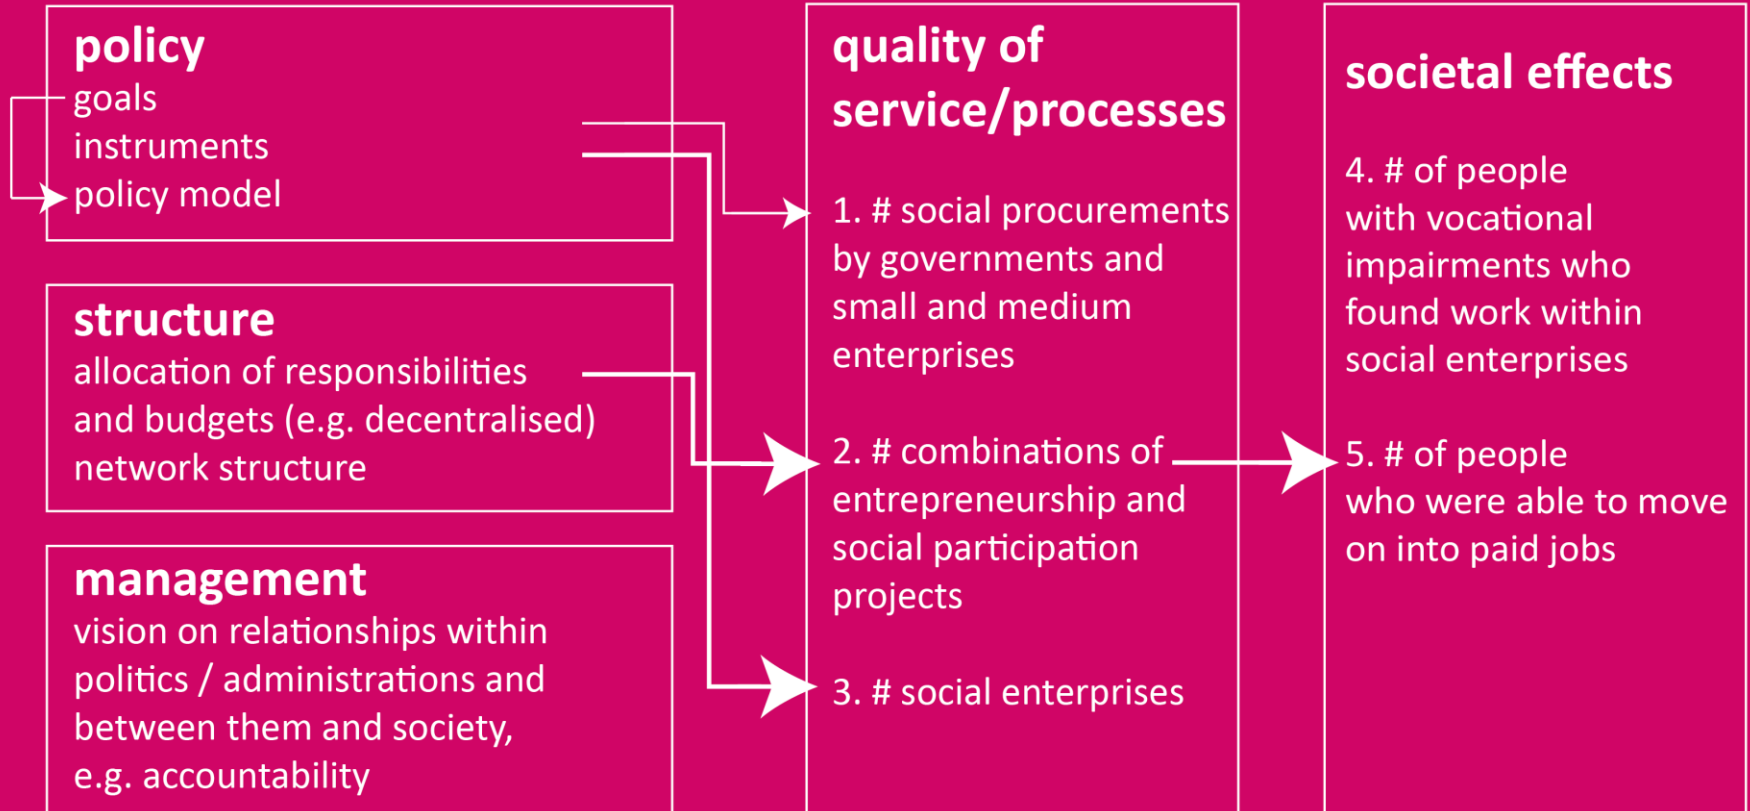 policy
goals
instruments
policy model
structure
allocation of responsibilities
and budgets (e.g. decentralised)
network structure
management
vision on relationships within
politics / administrations and
between them and society,
e.g. accountability
quality of
service/processes
1. # social procurements
by governments and
small and medium
enterprises
2. # combinations of
entrepreneurship and
social participation
projects
3. # social enterprises
societal effects
4. # of people
with vocational
impairments who
found work within
social enterprises
5. # of people
who were able to move
on into paid jobs